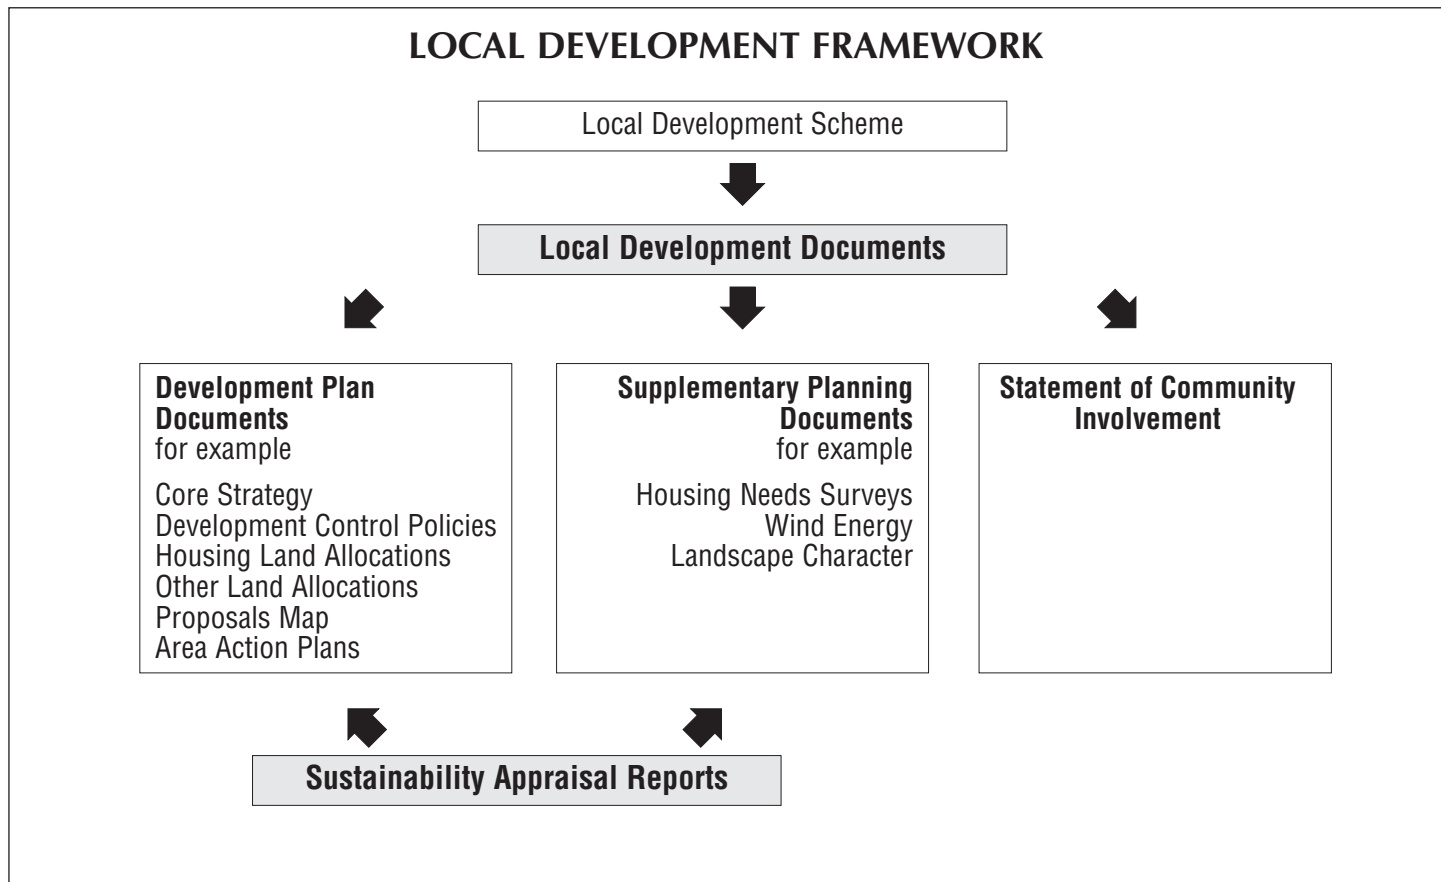 LOCAL DEVELOPMENT FRAMEWORK
Local Development Scheme
Local Development Documents
Development Plan
Documents
for example
Core Strategy
Development Control Policies
Housing Land Allocations
Other Land Allocations
Proposals Map
Area Action Plans
Supplementary Planning
Documents
for example
Housing Needs Surveys
Wind Energy
Landscape Character
Statement of Community
Involvement
Sustainability Appraisal Reports